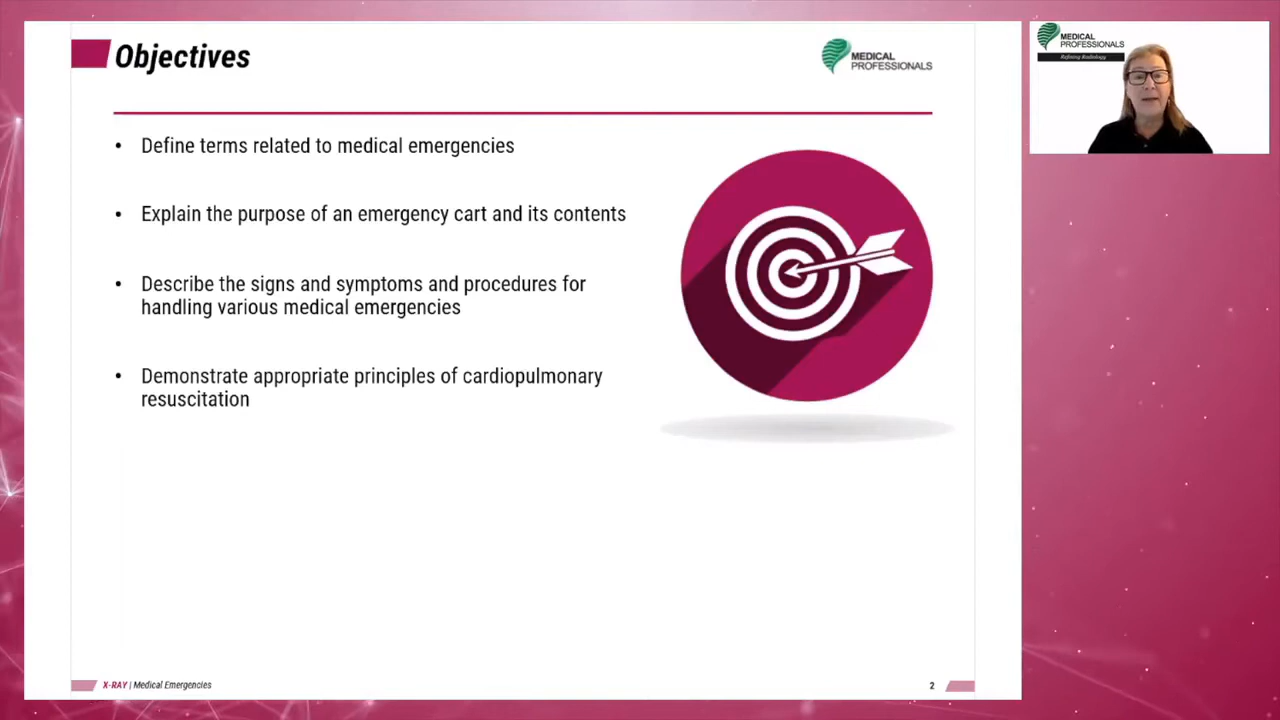 Objectives
MEDICAL
PROFESSIONALS
• Define terms related to medical emergencies
• Explain the purpose of an emergency cart and its contents
• Describe the signs and symptoms and procedures for
handling various medical emergencies
• Demonstrate appropriate principles of cardiopulmonary
resuscitation
X-RAY | Medical Emergencies
2
MEDICAL
PROFESSIONALS
Refining Radiology